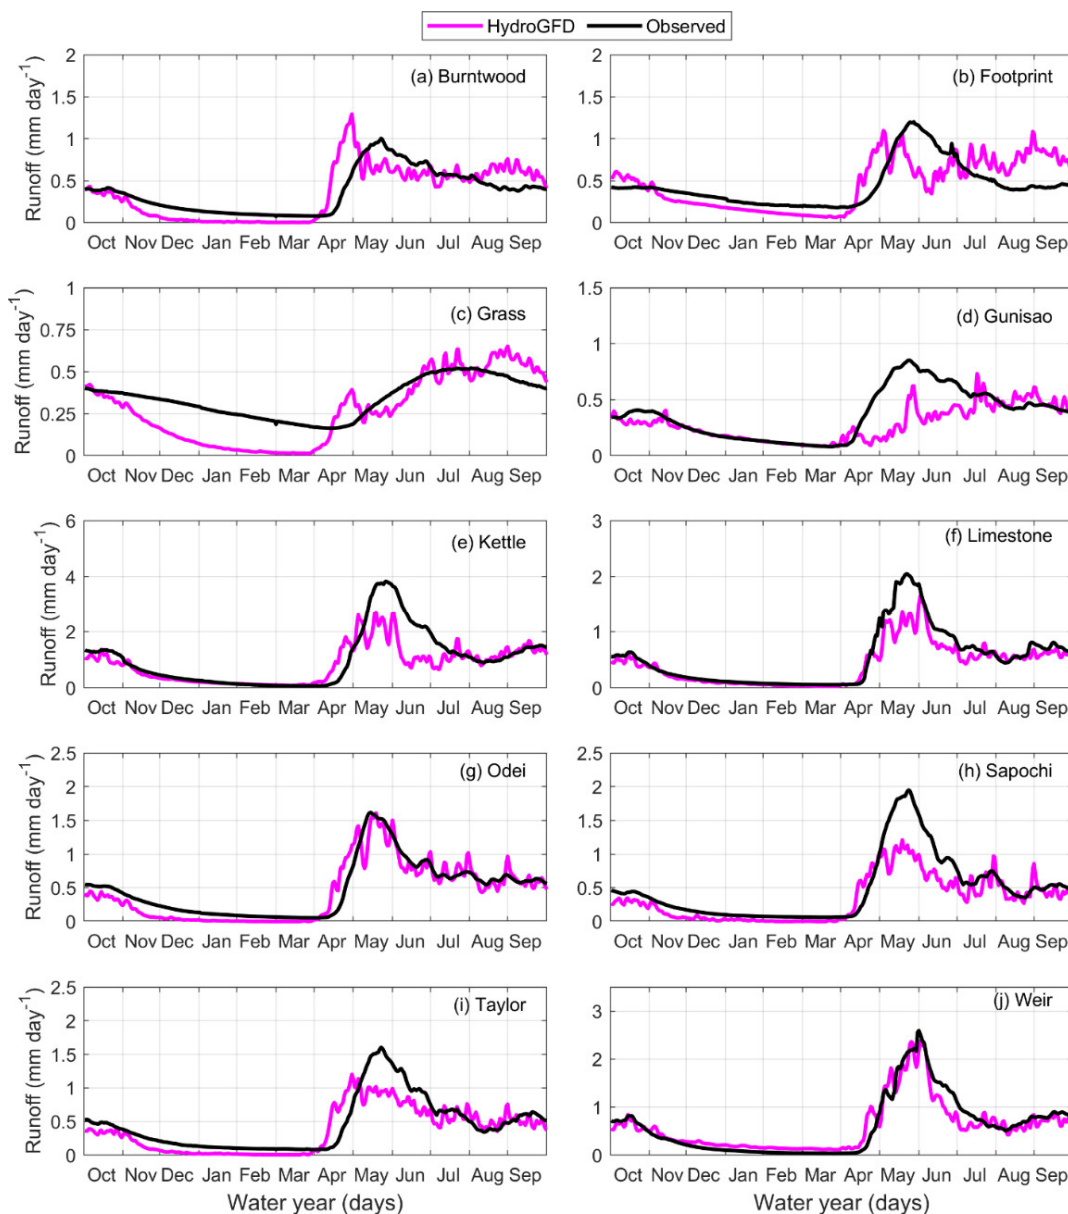 HydroGFD Observed
(a) Burntwood
Runoff (mm day⁻¹)
2
1.5
1
0.5
0
Oct Nov Dec Jan Feb Mar Apr May Jun Jul Aug Sep
(b) Footprint
2
1.5
1
0.5
0
Oct Nov Dec Jan Feb Mar Apr May Jun Jul Aug Sep
(c) Grass
Runoff (mm day⁻¹)
1
0.75
0.5
0.25
0
Oct Nov Dec Jan Feb Mar Apr May Jun Jul Aug Sep
(d) Gunisao
1.5
1
0.5
0
Oct Nov Dec Jan Feb Mar Apr May Jun Jul Aug Sep
(e) Kettle
Runoff (mm day⁻¹)
6
4
2
0
Oct Nov Dec Jan Feb Mar Apr May Jun Jul Aug Sep
(f) Limestone
3
2
1
0
Oct Nov Dec Jan Feb Mar Apr May Jun Jul Aug Sep
(g) Odei
Runoff (mm day⁻¹)
2.5
2
1.5
1
0.5
0
Oct Nov Dec Jan Feb Mar Apr May Jun Jul Aug Sep
(h) Sapochi
2.5
2
1.5
1
0.5
0
Oct Nov Dec Jan Feb Mar Apr May Jun Jul Aug Sep
(i) Taylor
Runoff (mm day⁻¹)
2.5
2
1.5
1
0.5
0
Oct Nov Dec Jan Feb Mar Apr May Jun Jul Aug Sep
Water year (days)
(j) Weir
3
2
1
0
Oct Nov Dec Jan Feb Mar Apr May Jun Jul Aug Sep
Water year (days)